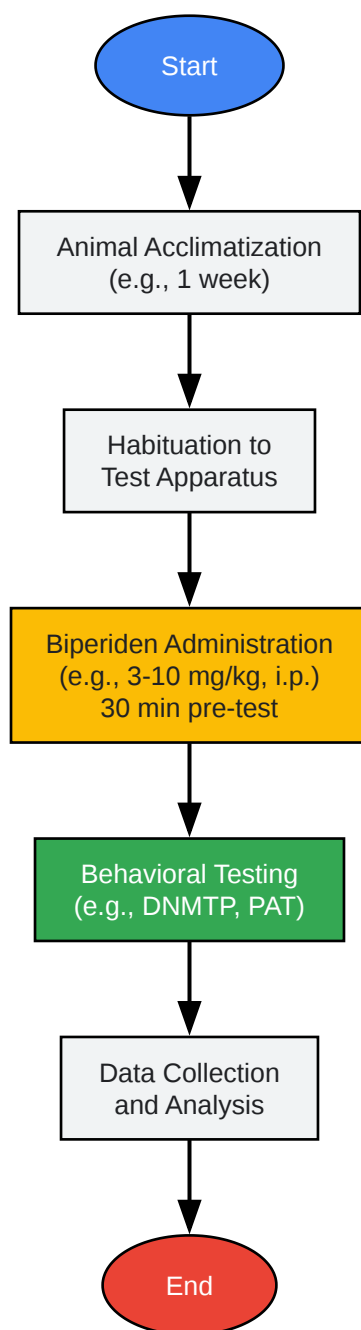 Start
Animal Acclimatization
(e.g., 1 week)
Habituation to
Test Apparatus
Biperiden Administration
(e.g., 3-10 mg/kg, i.p.)
30 min pre-test
Behavioral Testing
(e.g., DNMTP, PAT)
Data Collection
and Analysis
End